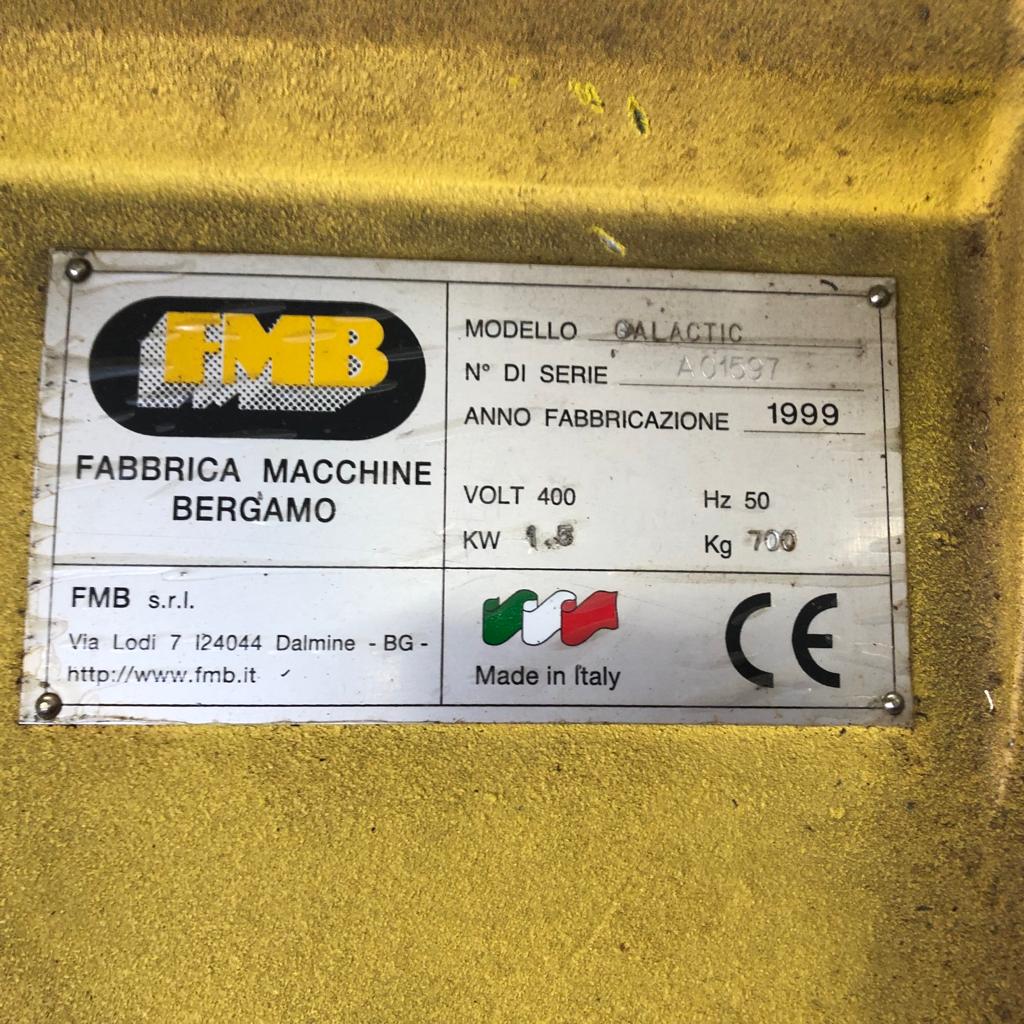 FMB
FABBRICA MACCHINE
BERGAMO
MODELLO GALACTIC
N° DI SERIE A01597
ANNO FABBRICAZIONE 1999
VOLT 400 Hz 50
KW 1.5 Kg 700
FMB s.r.l.
Via Lodi 7 I24044 Dalmine - BG -
http://www.fmb.it
Made in Italy
CE